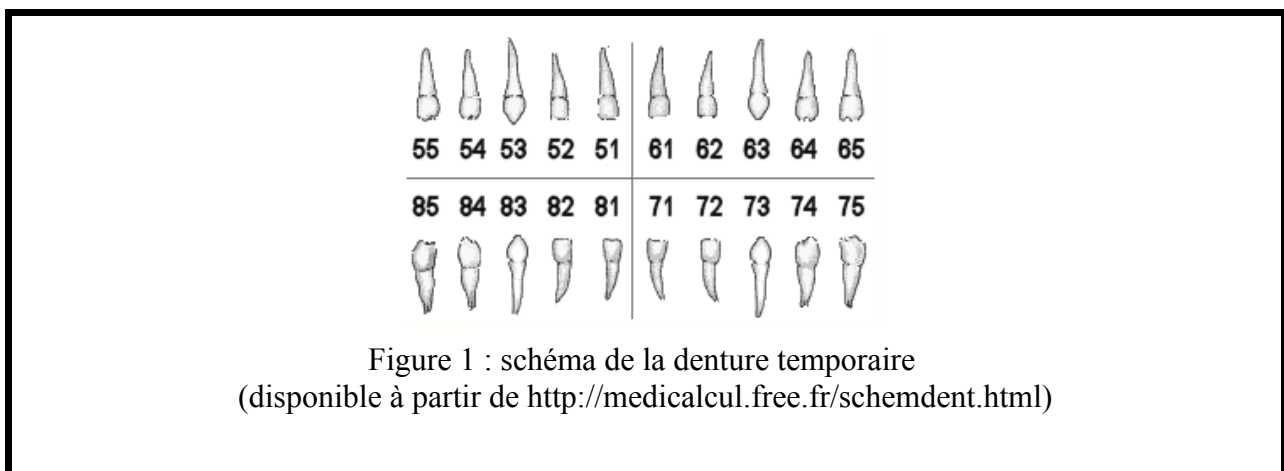 55 54 53 52 51 61 62 63 64 65
85 84 83 82 81 71 72 73 74 75
Figure 1 : schéma de la denture temporaire
(disponible à partir de http://medicalcul.free.fr/schemdent.html)